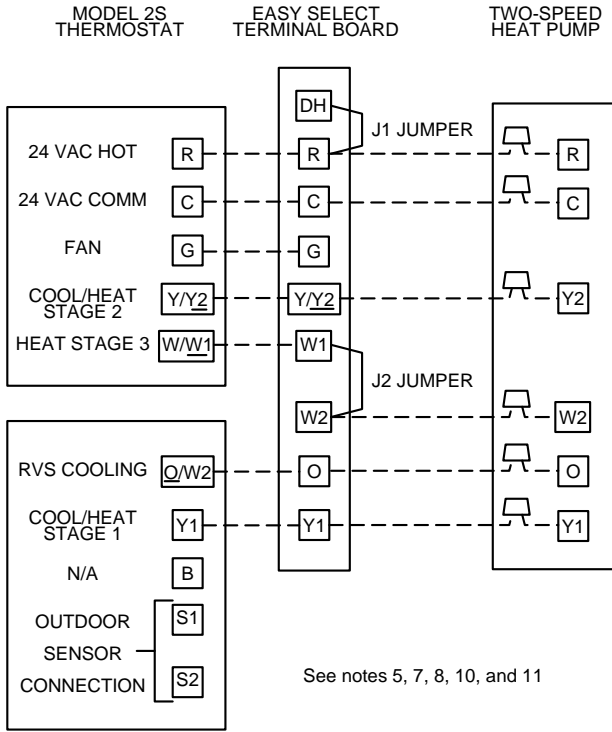 MODEL 2S
THERMOSTAT
EASY SELECT
TERMINAL BOARD
TWO-SPEED
HEAT PUMP
DH
J1 JUMPER
24 VAC HOT R R R
24 VAC COMM C C C
FAN G G
COOL/HEAT
STAGE 2
Y/Y2 Y/Y2 Y2
HEAT STAGE 3 W/W1 W1
J2 JUMPER
W2 W2
RVS COOLING O/W2 O O
COOL/HEAT
STAGE 1
Y1 Y1 Y1
N/A B
OUTDOOR S1
SENSOR
CONNECTION S2
See notes 5, 7, 8, 10, and 11